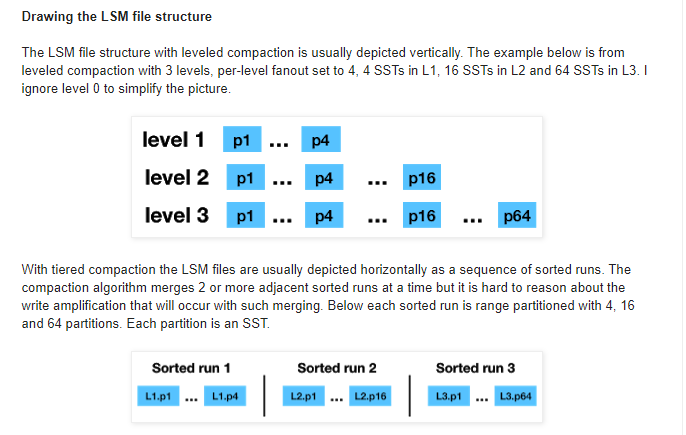 Drawing the LSM file structure
The LSM file structure with leveled compaction is usually depicted vertically. The example below is from
leveled compaction with 3 levels, per-level fanout set to 4, 4 SSTs in L1, 16 SSTs in L2 and 64 SSTs in L3. I
ignore level 0 to simplify the picture.
level 1 p1 ... p4
level 2 p1 ... p4 ... p16
level 3 p1 ... p4 ... p16 ... p64
With tiered compaction the LSM files are usually depicted horizontally as a sequence of sorted runs. The
compaction algorithm merges 2 or more adjacent sorted runs at a time but it is hard to reason about the
write amplification that will occur with such merging. Below each sorted run is range partitioned with 4, 16
and 64 partitions. Each partition is an SST.
Sorted run 1 Sorted run 2 Sorted run 3
L1.p1 ... L1.p4 L2.p1 ... L2.p16 L3.p1 ... L3.p64